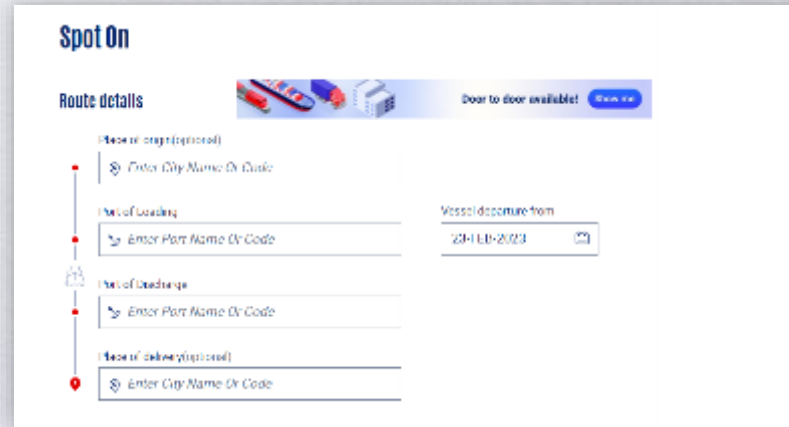 Spot On
Route details
Door to door available! Show me
Place of origin(optional)
Enter City Name Or Code
Port of Loading
Vessel departure from
Enter Port Name Or Code
23-FEB-2023
Port of Discharge
Enter Port Name Or Code
Place of delivery(optional)
Enter City Name Or Code